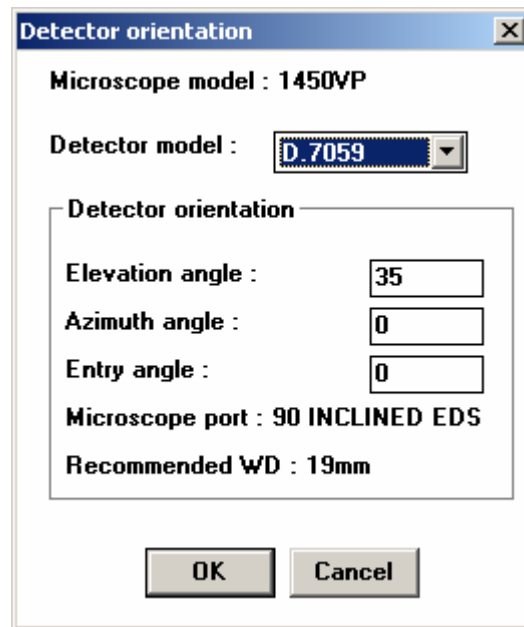 Detector orientation
Microscope model : 1450VP
Detector model : D.7059
Detector orientation
Elevation angle : 35
Azimuth angle : 0
Entry angle : 0
Microscope port : 90 INCLINED EDS
Recommended WD : 19mm
OK Cancel